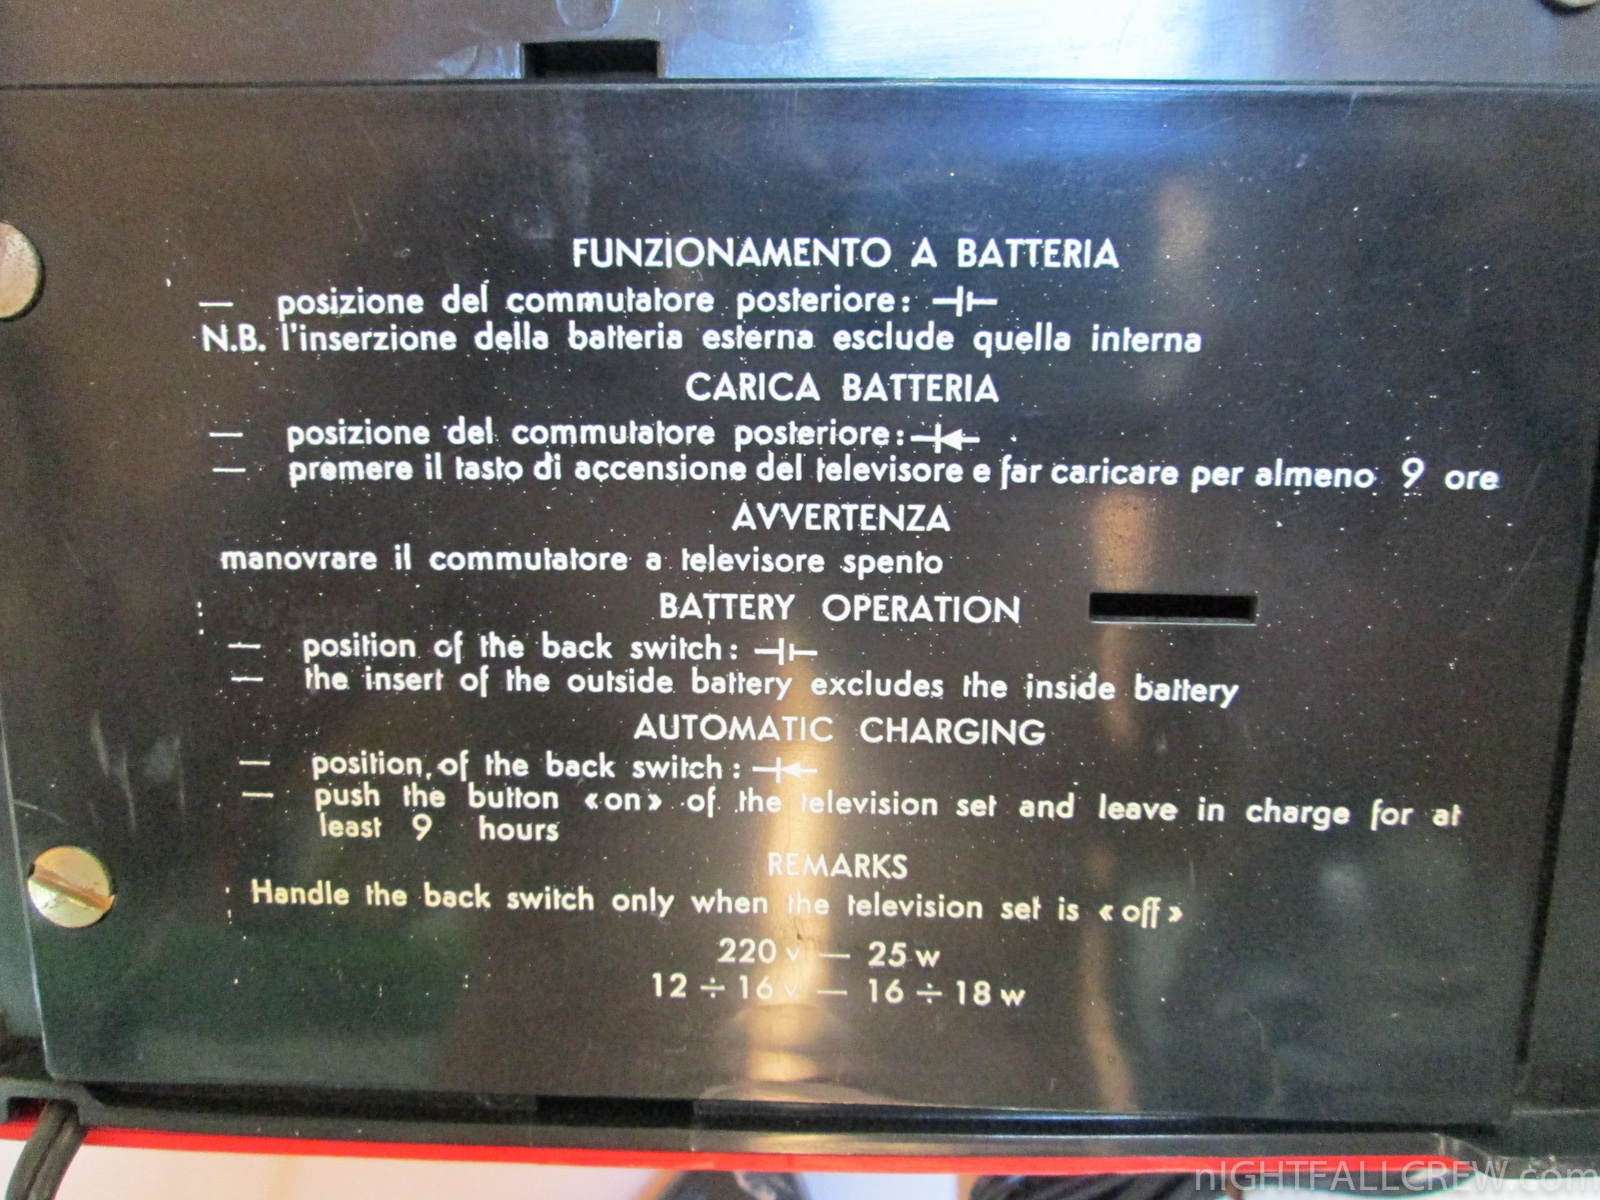 FUNZIONAMENTO A BATTERIA
— posizione del commutatore posteriore:
N.B. l'inserzione della batteria esterna esclude quella interna
CARICA BATTERIA
— posizione del commutatore posteriore:
— premere il tasto di accensione del televisore e far caricare per almeno 9 ore
AVVERTENZA
manovrare il commutatore a televisore spento
BATTERY OPERATION
— position of the back switch:
— the insert of the outside battery excludes the inside battery
AUTOMATIC CHARGING
— position of the back switch:
— push the button «on» of the television set and leave in charge for at
least 9 hours
REMARKS
Handle the back switch only when the television set is «off»
220 v — 25 w
12 ÷ 16 v — 16 ÷ 18 w
nIGHTFALLCREW.com